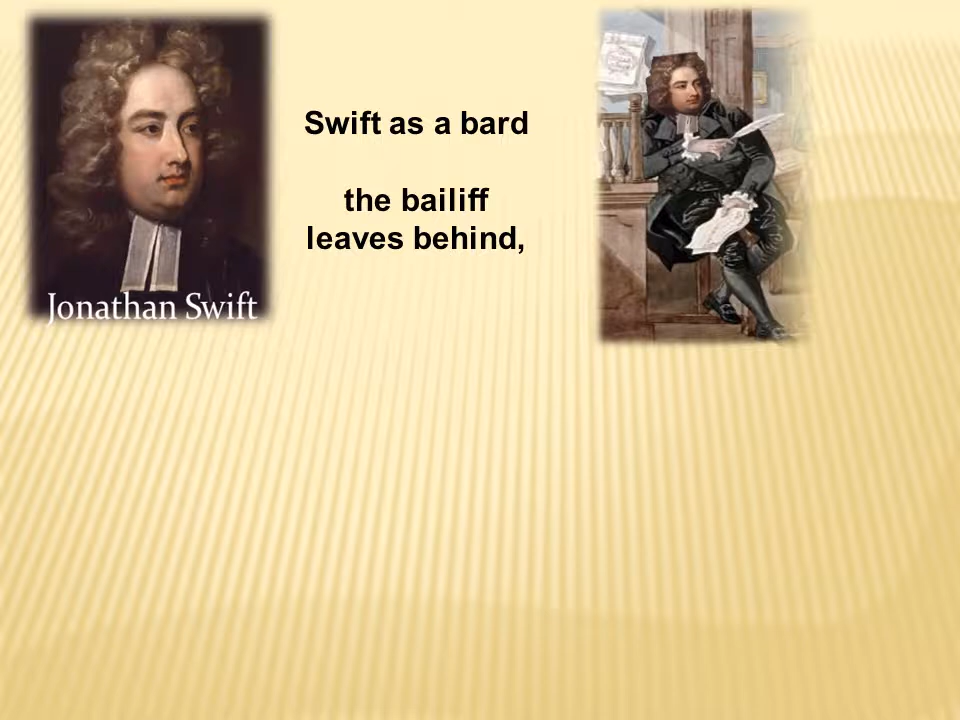 Jonathan Swift
Swift as a bard
the bailiff
leaves behind,